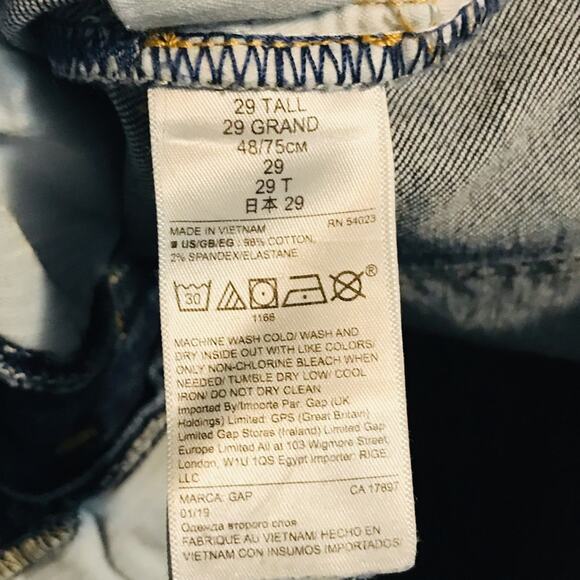 29 TALL
29 GRAND
48/75CM
29
29 T
日本 29
MADE IN VIETNAM RN 54023
US/GB/EG : 98% COTTON,
2% SPANDEX/ELASTANE
30
®
1166
MACHINE WASH COLD/ WASH AND
DRY INSIDE OUT WITH LIKE COLORS/
ONLY NON-CHLORINE BLEACH WHEN
NEEDED/ TUMBLE DRY LOW/ COOL
IRON/ DO NOT DRY CLEAN
Imported By/Importe Par. Gap (UK
Holdings) Limited. GPS (Great Britain)
Limited Gap Stores (Ireland) Limited Gap
Europe Limited All at 103 Wigmore Street,
London, W1U 1QS Egypt Importer: RIGE,
LLC
MARCA: GAP CA 17897
01/19
Одежда второго слоя
FABRIQUE AU VIETNAM/ HECHO EN
VIETNAM CON INSUMOS IMPORTADOS/